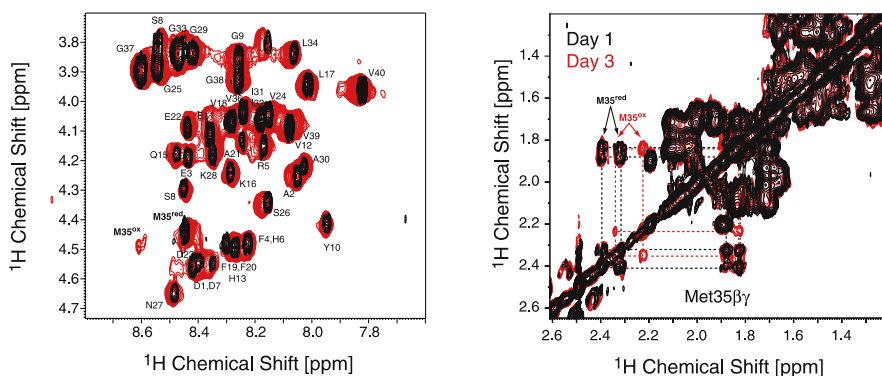 S8
G33
G29
G37
G9
L34
G25
G38
I31
V36
V24
L17
V40
V18
E22
V39
V12
Q15
A21
R5
A30
E3
K28
K16
A2
S8
S26
M35red
M35ox
Y10
F4,H6
F19,F20
D1,D7
H13
N27
3.8
3.9
4.0
4.1
4.2
4.3
4.4
4.5
4.6
4.7
8.6
8.4
8.2
8.0
7.8
1H Chemical Shift [ppm]
1H Chemical Shift [ppm]
Day 1
Day 3
M35red
M35ox
Met35βγ
1.4
1.6
1.8
2.0
2.2
2.4
2.6
2.6
2.4
2.2
2.0
1.8
1.6
1.4
1H Chemical Shift [ppm]
1H Chemical Shift [ppm]